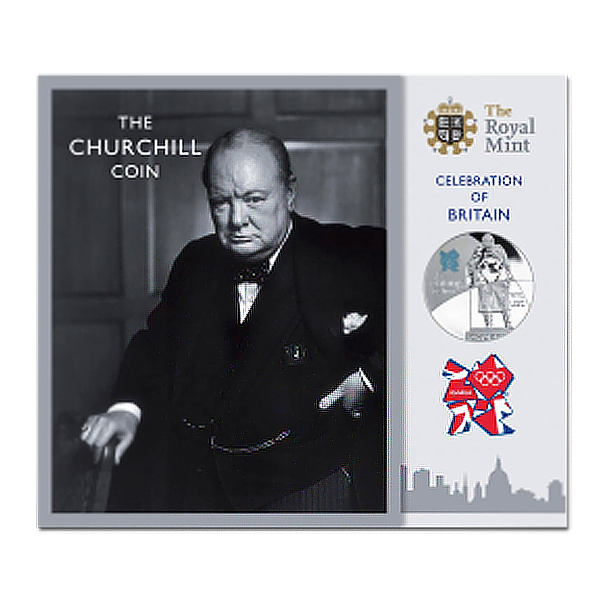 THE
CHURCHILL
COIN
The
Royal
Mint
CELEBRATION
OF
BRITAIN